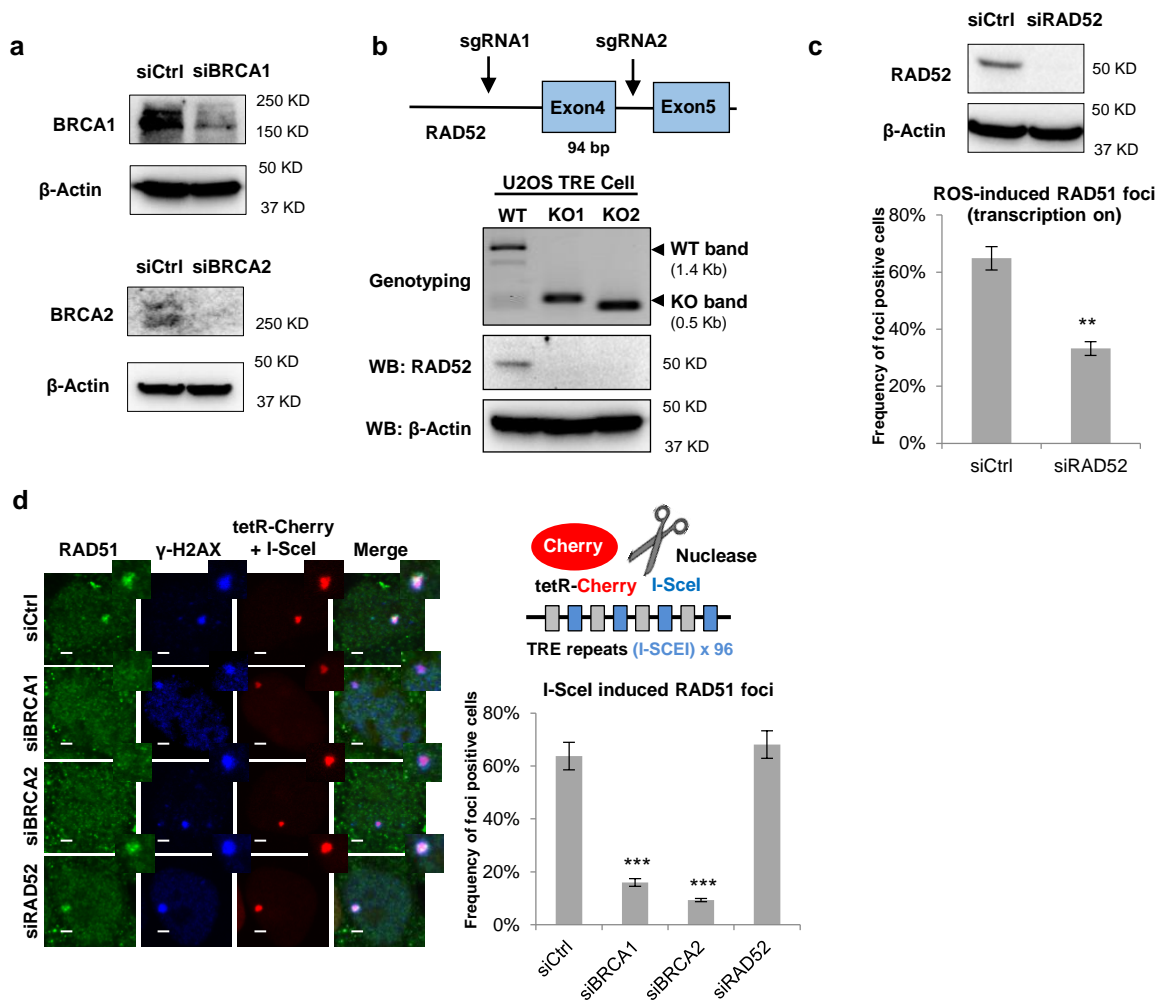 a
siCtrl siBRCA1
BRCA1
250 KD
150 KD
β-Actin
50 KD
37 KD
siCtrl siBRCA2
BRCA2
250 KD
β-Actin
50 KD
37 KD
b
sgRNA1
sgRNA2
Exon4
Exon5
RAD52
94 bp
U2OS TRE Cell
WT KO1 KO2
Genotyping
WT band
(1.4 Kb)
KO band
(0.5 Kb)
WB: RAD52
50 KD
WB: β-Actin
50 KD
37 KD
c
siCtrl siRAD52
RAD52
50 KD
β-Actin
50 KD
37 KD
ROS-induced RAD51 foci
(transcription on)
Frequency of foci positive cells
80%
60%
40%
20%
0%
**
siCtrl
siRAD52
d
RAD51
γ-H2AX
tetR-Cherry
+ I-SceI
Merge
siCtrl
siBRCA1
siBRCA2
siRAD52
Cherry
Nuclease
tetR-Cherry
I-SceI
TRE repeats (I-SCEI) x 96
I-SceI induced RAD51 foci
Frequency of foci positive cells
80%
60%
40%
20%
0%
***
***
siCtrl
siBRCA1
siBRCA2
siRAD52